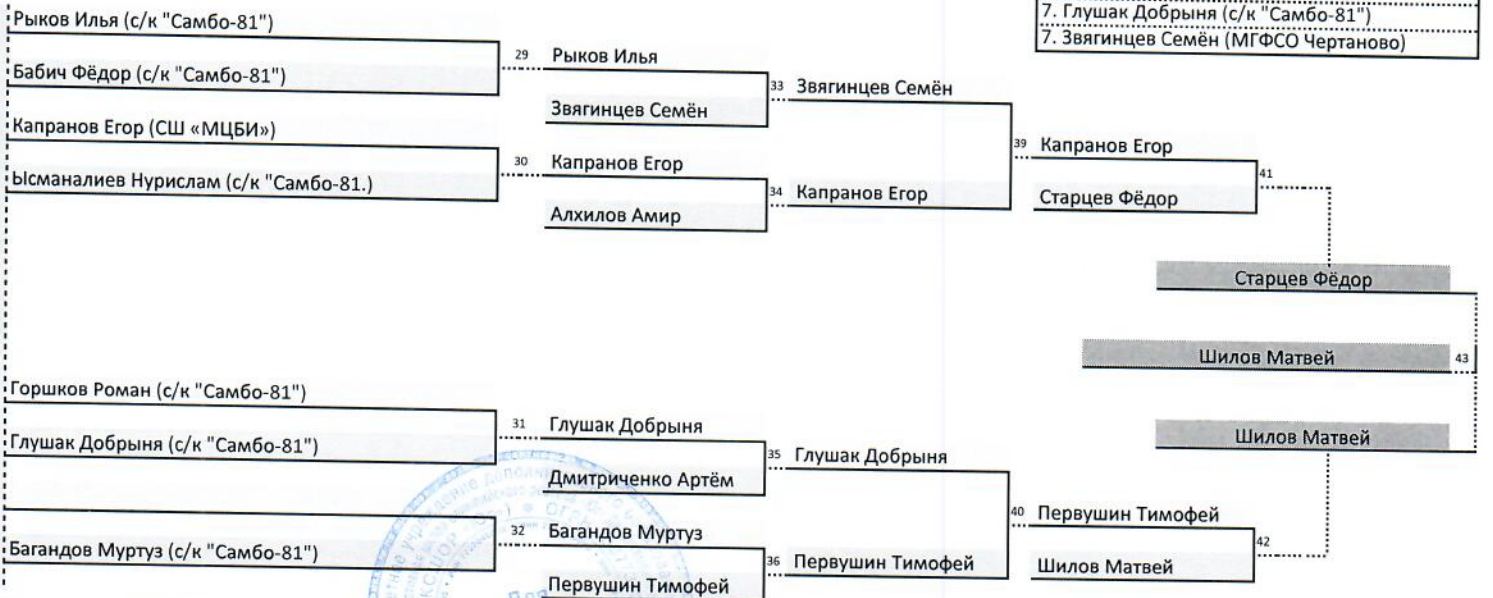 7. Глушак Добрыня (с/к "Самбо-81")
7. Звягинцев Семён (МГФСО Чертаново)
Рыков Илья (с/к "Самбо-81")
29 Рыков Илья
Бабич Фёдор (с/к "Самбо-81")
33 Звягинцев Семён
Звягинцев Семён
Капранов Егор (СШ «МЦБИ»)
39 Капранов Егор
30 Капранов Егор
41
Ысманалиев Нурислам (с/к "Самбо-81.)
34 Капранов Егор
Старцев Фёдор
Алхилов Амир
Старцев Фёдор
Шилов Матвей 43
Горшков Роман (с/к "Самбо-81")
31 Глушак Добрыня
Шилов Матвей
Глушак Добрыня (с/к "Самбо-81")
35 Глушак Добрыня
Дмитриченко Артём
40 Первушин Тимофей
32 Багандов Муртуз
42
Багандов Муртуз (с/к "Самбо-81")
36 Первушин Тимофей
Шилов Матвей
Первушин Тимофей